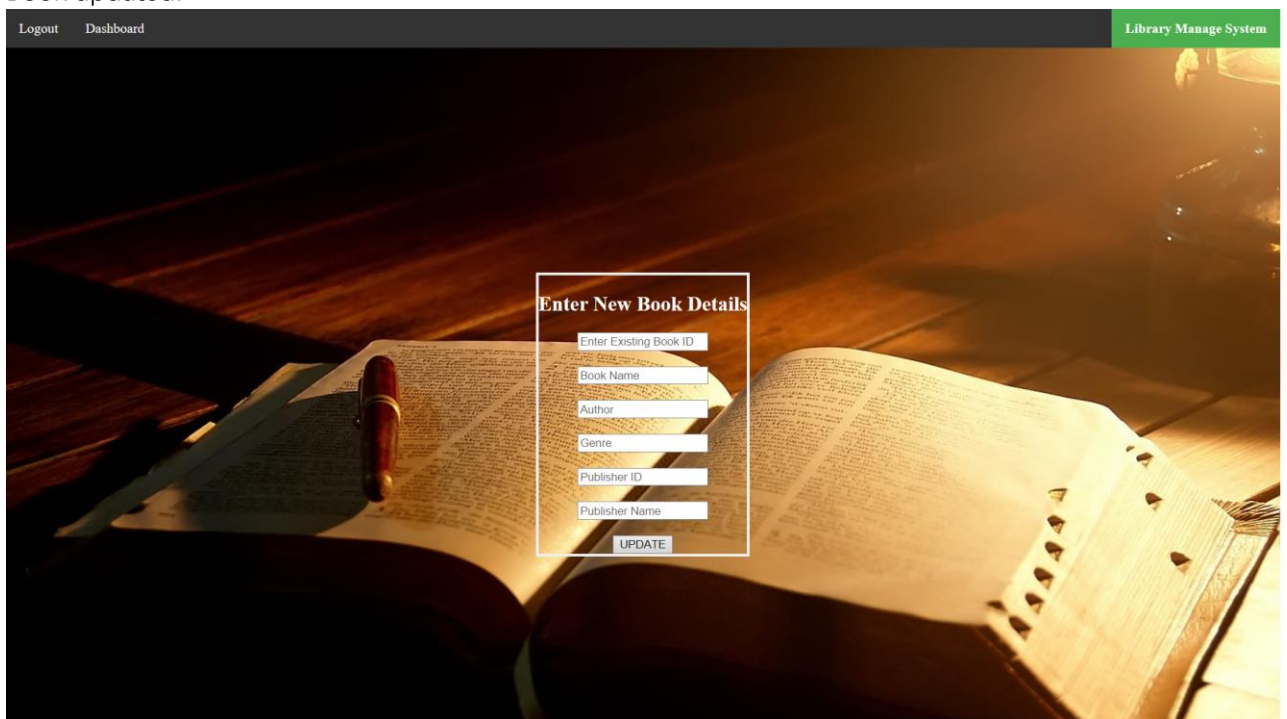 Logout Dashboard Library Manage System
Enter New Book Details
Enter Existing Book ID
Book Name
Author
Genre
Publisher ID
Publisher Name
UPDATE